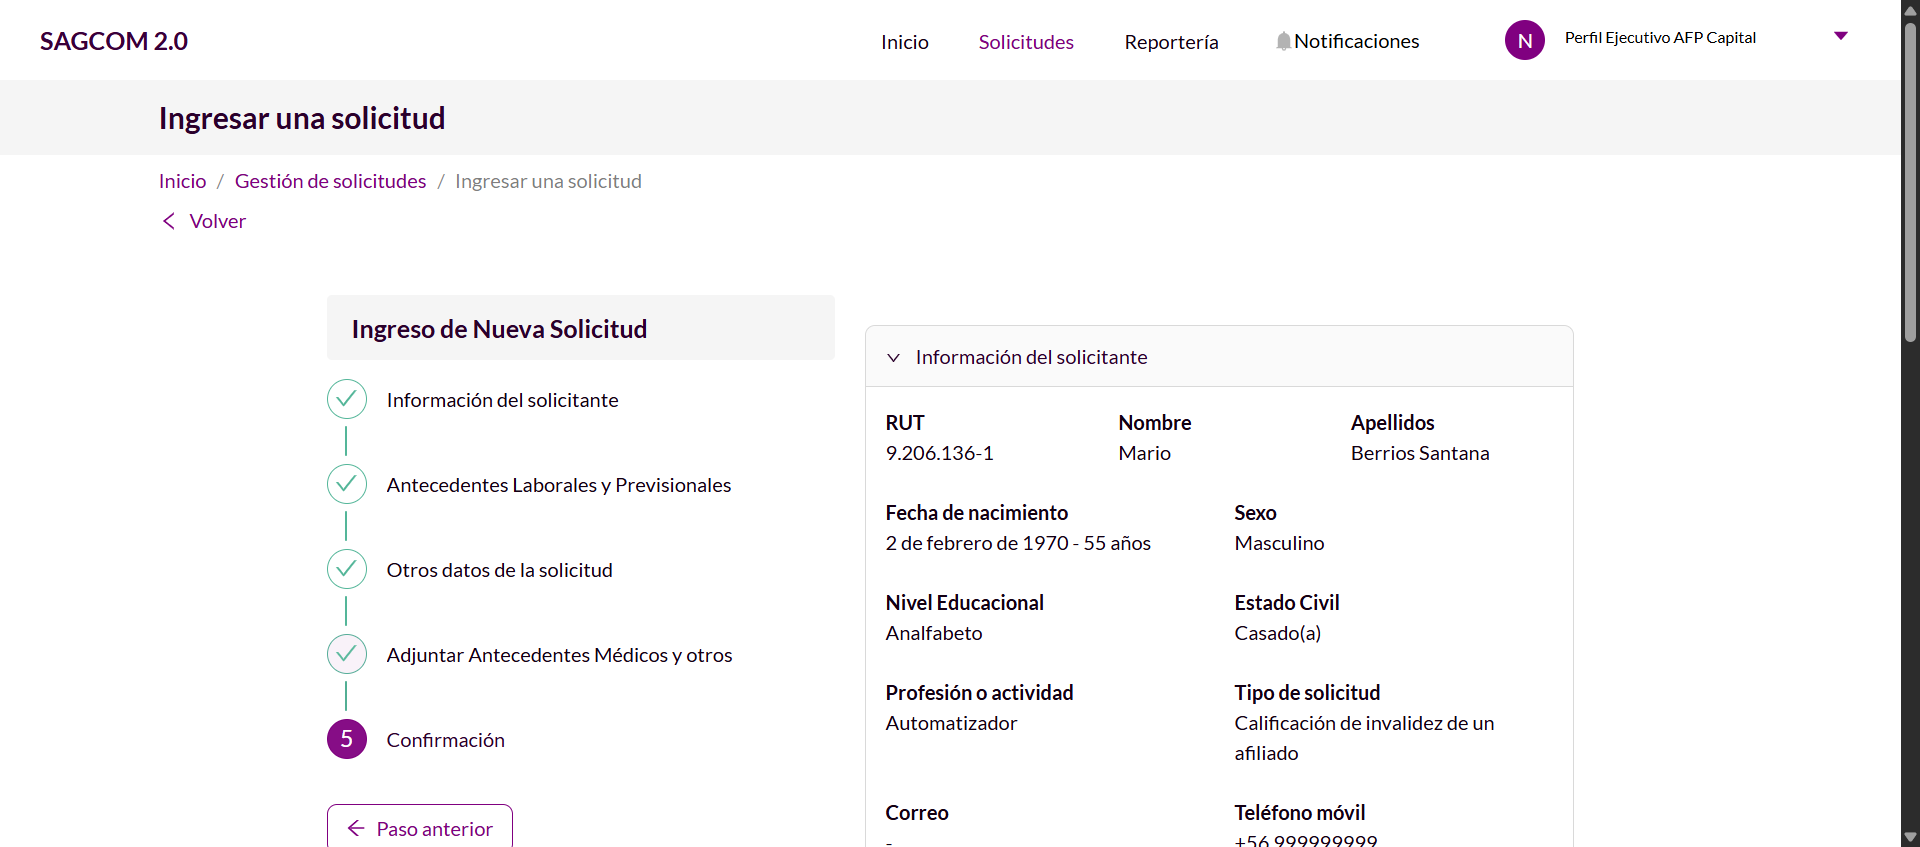 SAGCOM 2.0
Inicio
Solicitudes
Reportería
Notificaciones
N
Perfil Ejecutivo AFP Capital
Ingresar una solicitud
Inicio / Gestión de solicitudes / Ingresar una solicitud
Volver
Ingreso de Nueva Solicitud
Información del solicitante
Antecedentes Laborales y Previsionales
Otros datos de la solicitud
Adjuntar Antecedentes Médicos y otros
5 Confirmación
Paso anterior
Información del solicitante
RUT Nombre Apellidos
9.206.136-1 Mario Berrios Santana
Fecha de nacimiento Sexo
2 de febrero de 1970 - 55 años Masculino
Nivel Educacional Estado Civil
Analfabeto Casado(a)
Profesión o actividad Tipo de solicitud
Automatizador Calificación de invalidez de un
afiliado
Correo Teléfono móvil
- +56 999999999